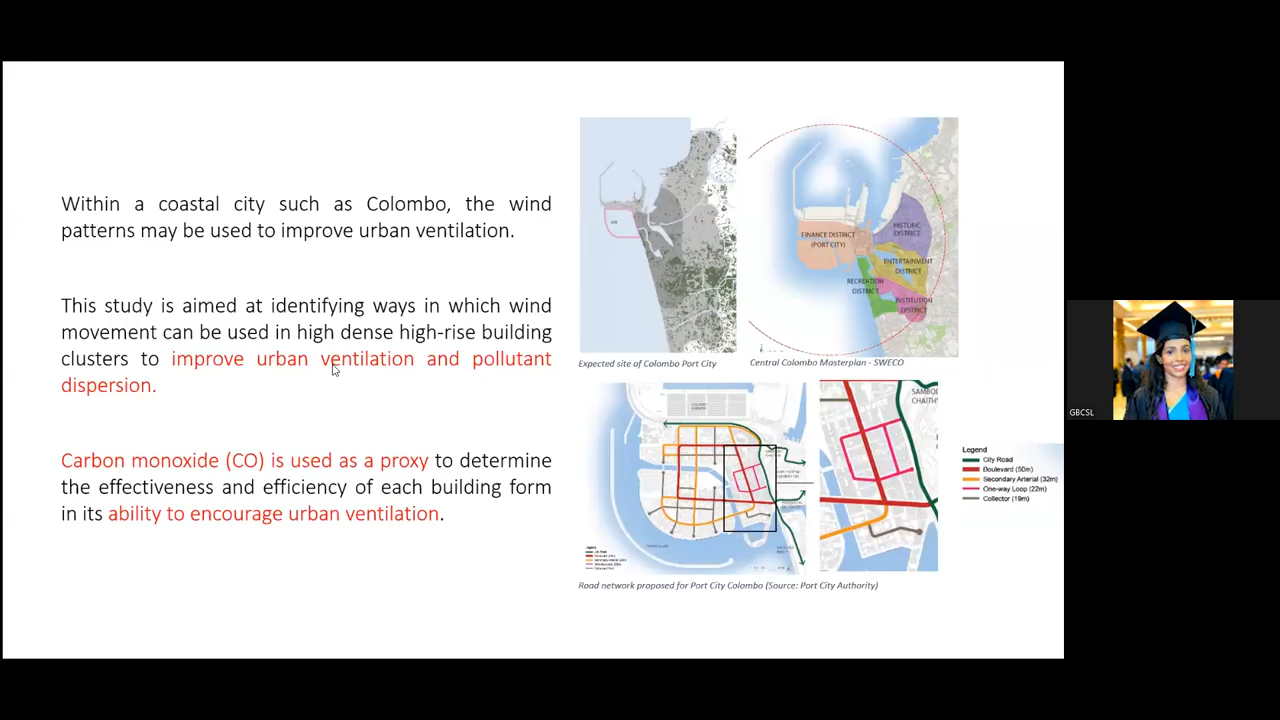 Within a coastal city such as Colombo, the wind
patterns may be used to improve urban ventilation.
This study is aimed at identifying ways in which wind
movement can be used in high dense high-rise building
clusters to improve urban ventilation and pollutant
dispersion.
Carbon monoxide (CO) is used as a proxy to determine
the effectiveness and efficiency of each building form
in its ability to encourage urban ventilation.
FINANCE DISTRICT
(PORT CITY)
HISTORIC
DISTRICT
ENTERTAINMENT
DISTRICT
RECREATION
DISTRICT
INSTITUTION
DISTRICT
Expected site of Colombo Port City
Central Colombo Masterplan - SWECO
SAMBOD
CHAITH
Legend
City Road
Boulevard (50m)
Secondary Arterial (32m)
One-way Loop (22m)
Collector (19m)
Road network proposed for Port City Colombo (Source: Port City Authority)
GBCSL